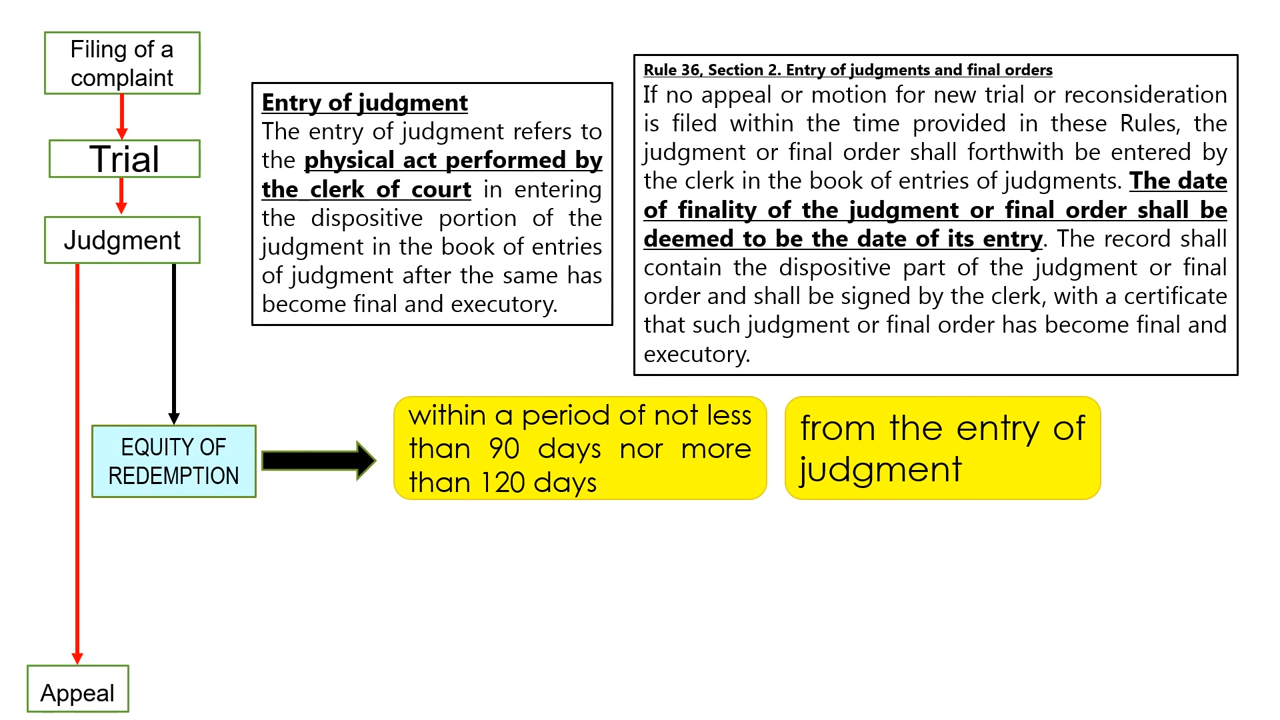 Filing of a
complaint
Trial
Judgment
Entry of judgment
The entry of judgment refers to
the physical act performed by
the clerk of court in entering
the dispositive portion of the
judgment in the book of entries
of judgment after the same has
become final and executory.
Rule 36, Section 2. Entry of judgments and final orders
If no appeal or motion for new trial or reconsideration
is filed within the time provided in these Rules, the
judgment or final order shall forthwith be entered by
the clerk in the book of entries of judgments. The date
of finality of the judgment or final order shall be
deemed to be the date of its entry. The record shall
contain the dispositive part of the judgment or final
order and shall be signed by the clerk, with a certificate
that such judgment or final order has become final and
executory.
EQUITY OF
REDEMPTION
within a period of not less
than 90 days nor more
than 120 days
from the entry of
judgment
Appeal